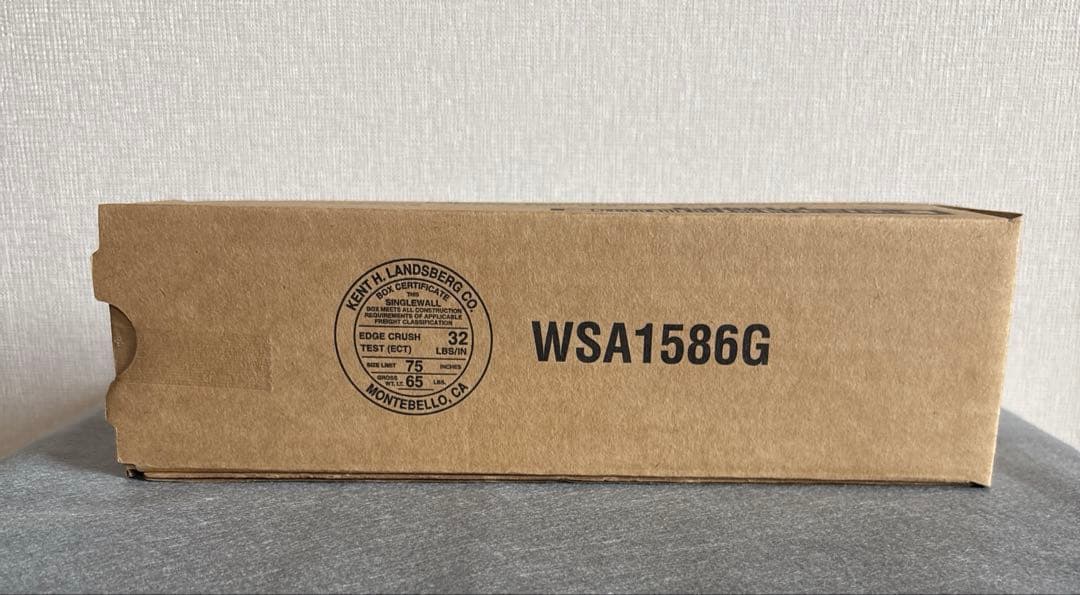 KENT H. LANDSBERG CO.
BOX CERTIFICATE
THIS
SINGLEWALL
BOX MEETS ALL CONSTRUCTION
REQUIREMENTS OF APPLICABLE
FREIGHT CLASSIFICATION
EDGE CRUSH 32
TEST (ECT) LBS/IN
SIZE LIMIT 75 INCHES
GROSS
WT. LT. 65 LBS.
MONTEBELLO, CA
WSA1586G